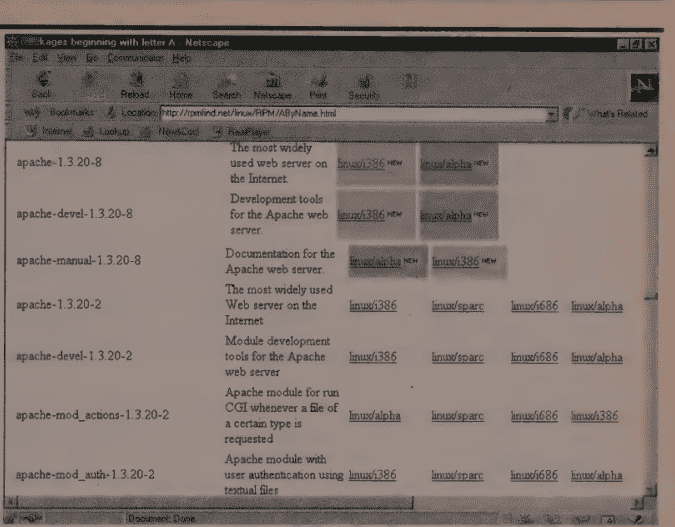 kages beginning with letter A - Netscape
File Edit View Go Communicator Help
Back Reload Home Search Netscape Print Security
Bookmarks Location: http://rpmfind.net/linux/RPM/AByName.html What's Related
Internet Lookup New&Cool RealPlayer
apache-1.3.20-8
The most widely
used web server on
the Internet.
linux/i386 NEW linux/alpha NEW
apache-devel-1.3.20-8
Development tools
for the Apache web
server.
linux/i386 NEW linux/alpha NEW
apache-manual-1.3.20-8
Documentation for the
Apache web server.
linux/alpha NEW linux/i386 NEW
apache-1.3.20-2
The most widely used
Web server on the
Internet
linux/i386 linux/sparc linux/i686 linux/alpha
apache-devel-1.3.20-2
Module development
tools for the Apache
web server
linux/i386 linux/sparc linux/i686 linux/alpha
apache-mod_actions-1.3.20-2
Apache module for run
CGI whenever a file of
a certain type is
requested
linux/alpha linux/sparc linux/i686 linux/i386
apache-mod_auth-1.3.20-2
Apache module with
user authentication using
textual files
linux/i386 linux/sparc linux/i686 linux/alpha
Document: Done